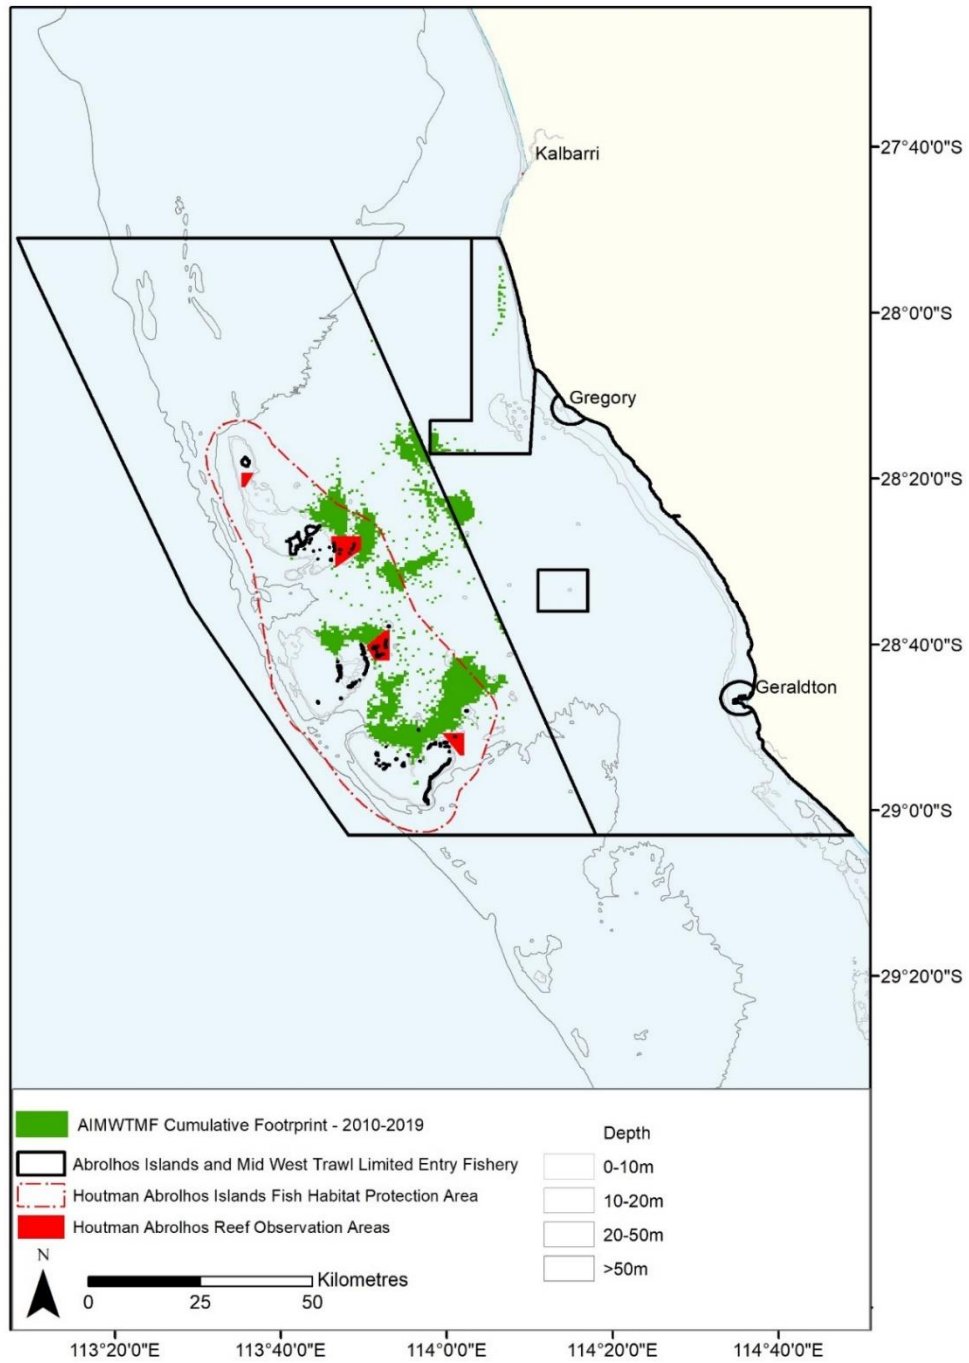 Kalbarri
27°40'0"S
28°0'0"S
Gregory
28°20'0"S
28°40'0"S
Geraldton
29°0'0"S
29°20'0"S
AIMWTMF Cumulative Footrprint - 2010-2019
Abrolhos Islands and Mid West Trawl Limited Entry Fishery
Houtman Abrolhos Islands Fish Habitat Protection Area
Houtman Abrolhos Reef Observation Areas
Depth
0-10m
10-20m
20-50m
>50m
N
Kilometres
0 25 50
113°20'0"E 113°40'0"E 114°0'0"E 114°20'0"E 114°40'0"E